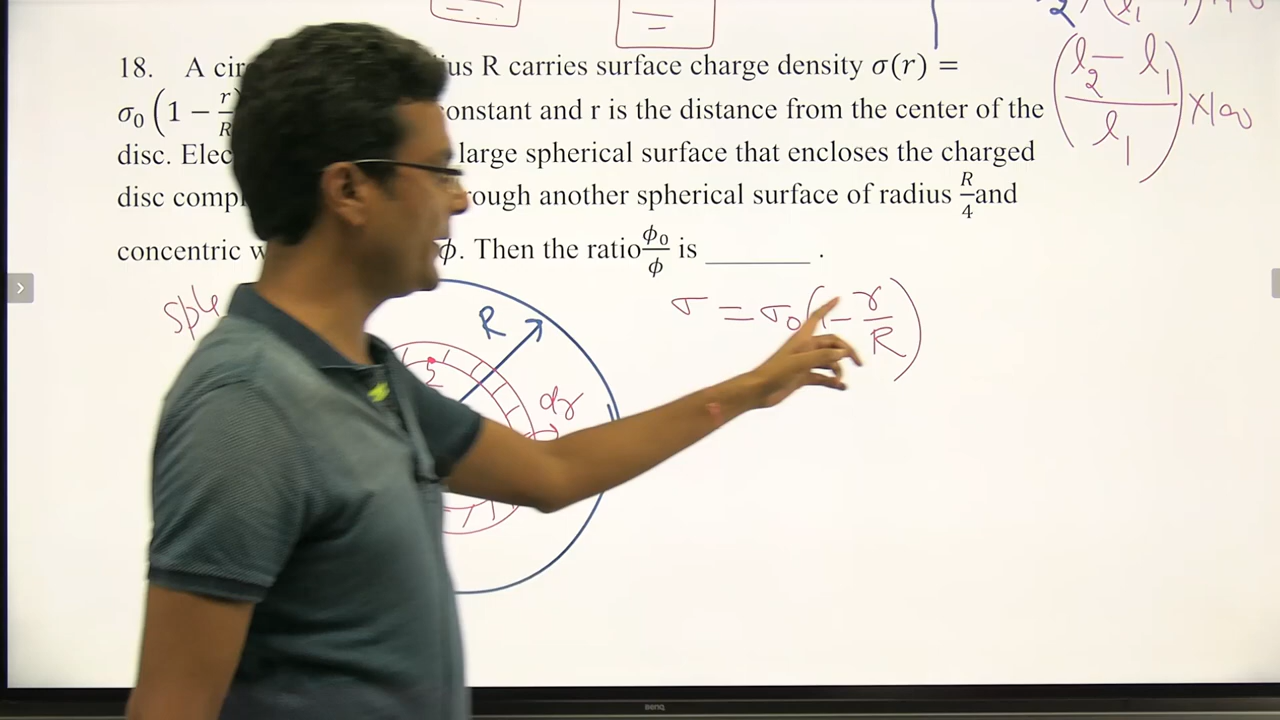 18. A cir ius R carries surface charge density σ(r) =
σ₀ (1 − r/R onstant and r is the distance from the center of the
disc. Elec large spherical surface that encloses the charged
disc comp rough another spherical surface of radius R/4 and
concentric w ϕ. Then the ratio ϕ₀/ϕ is ________ .
(l₂ − l₁ / l₁) × 100
R
dr
σ = σ₀(1 − r/R)
BenQ